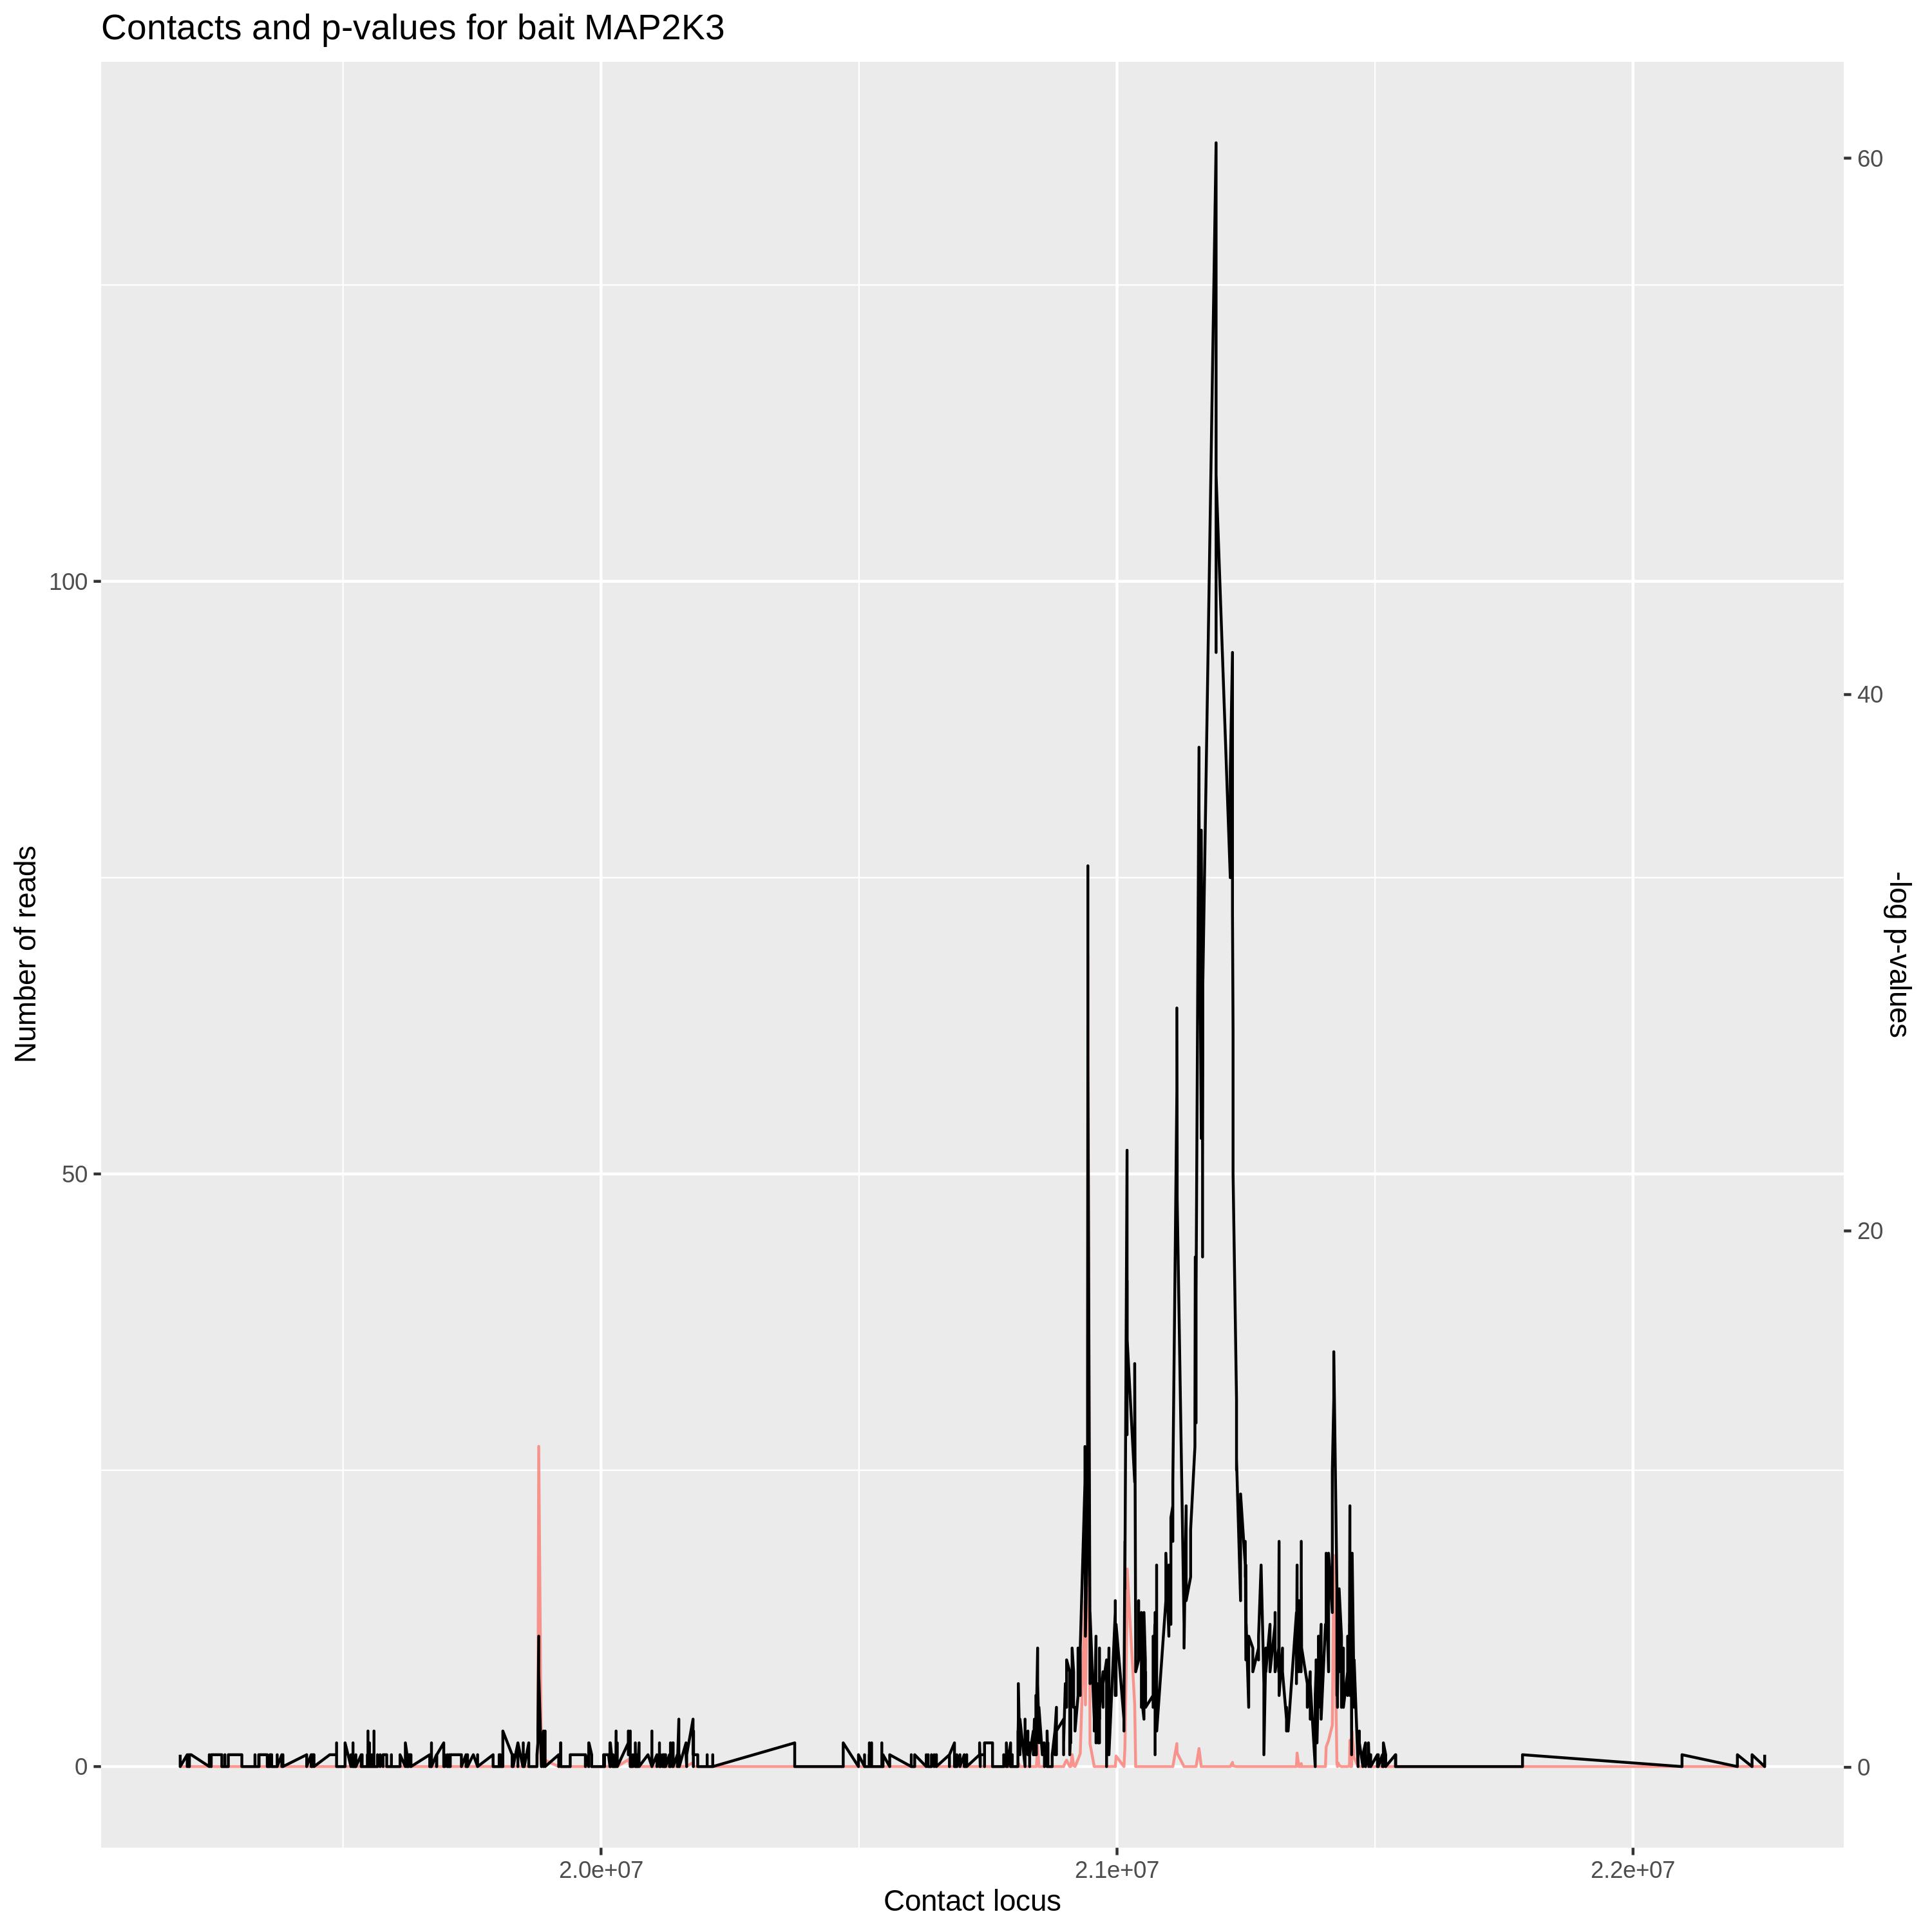 Contacts and p-values for bait MAP2K3
Number of reads
100
50
0
60
40
20
0
-log p-values
2.0e+07
2.1e+07
2.2e+07
Contact locus